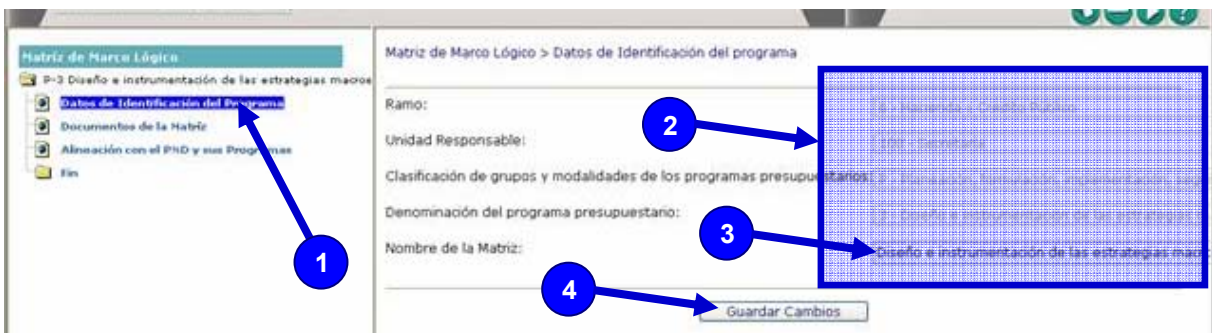 Matriz de Marco Lógico
P-3 Diseño e instrumentación de las estrategias macroe
Datos de Identificación del Programa
Documentos de la Matriz
Alineación con el PND y sus Programas
Fin
1
Matriz de Marco Lógico > Datos de Identificación del programa
Ramo:
Unidad Responsable:
Clasificación de grupos y modalidades de los programas presupuestarios:
Denominación del programa presupuestario:
Nombre de la Matriz:
Diseño e instrumentación de las estrategias macr
2
3
4
Guardar Cambios